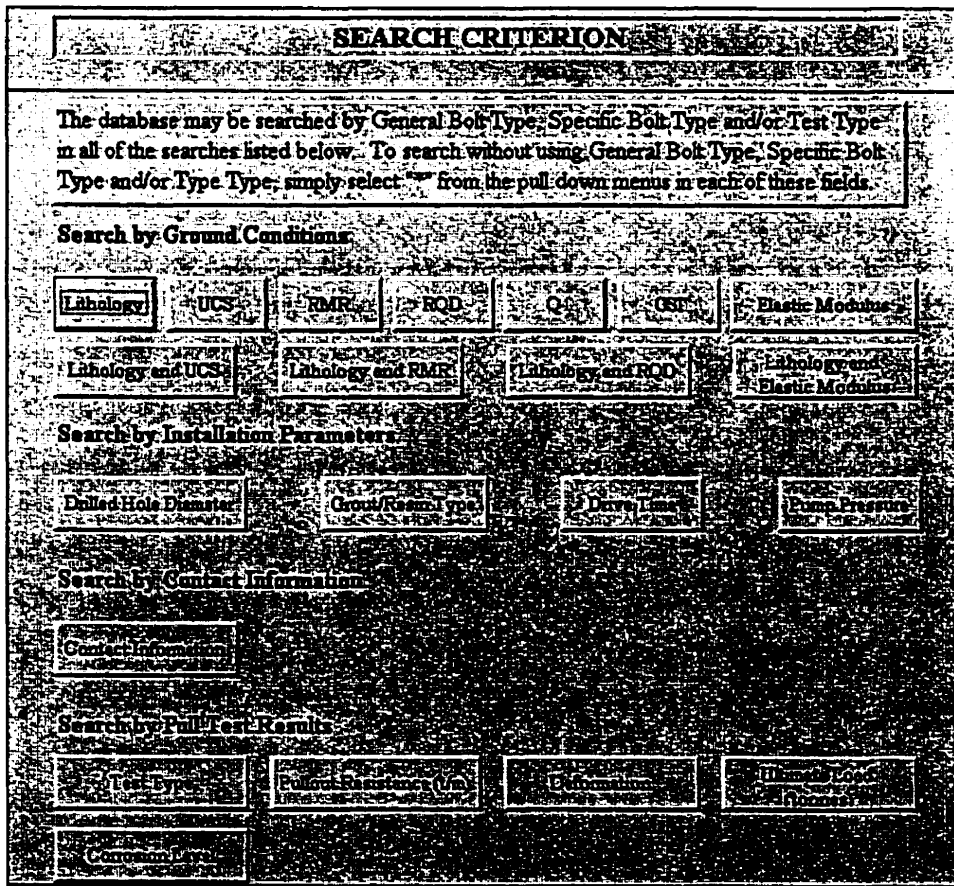 SEARCH CRITERION
The database may be searched by General Bolt Type, Specific Bolt Type and/or Test Type
in all of the searches listed below. To search without using General Bolt Type, Specific Bolt
Type and/or Type Type, simply select "*" from the pull down menus in each of these fields.
Search by Ground Conditions
Lithology UCS RMR RQD Q GSI Elastic Modulus
Lithology and UCS Lithology and RMR Lithology and RQD Lithology and
Elastic Modulus
Search by Installation Parameters
Drilled Hole Diameter Grout/Resin Type Drive Time Pump Pressure
Search by Contact Information
Contact Information
Search by Pull Test Results
Test Type Pullout Resistance (t/m) Deformation Ultimate Load
(tonnes)
Corrosion Level